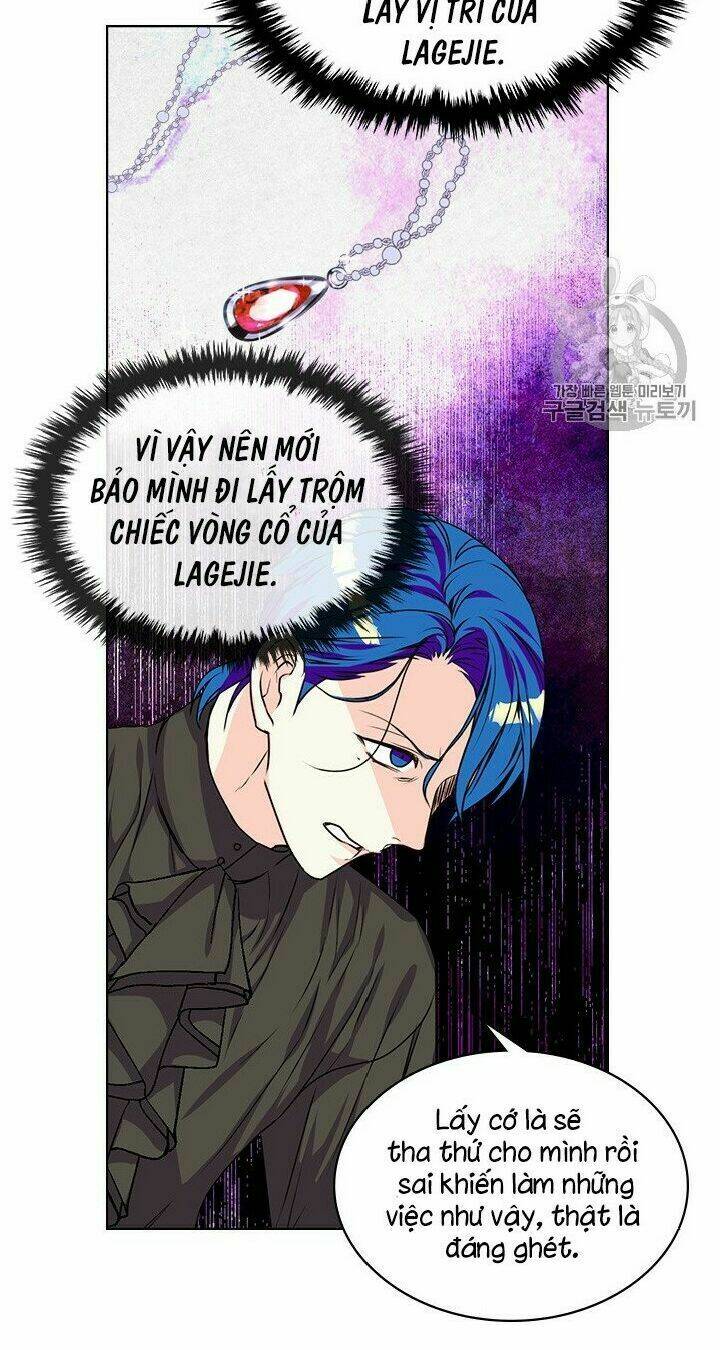 LẤY VỊ TRÍ CỦA
LAGEJIE.
가장 빠른 웹툰 미리보기
구글검색 뉴토끼
VÌ VẬY NÊN MỚI
BẢO MÌNH ĐI LẤY TRỘM
CHIẾC VÒNG CỔ CỦA
LAGEJIE.
Lấy cớ là sẽ
tha thứ cho mình rồi
sai khiến làm những
việc như vậy, thật là
đáng ghét.